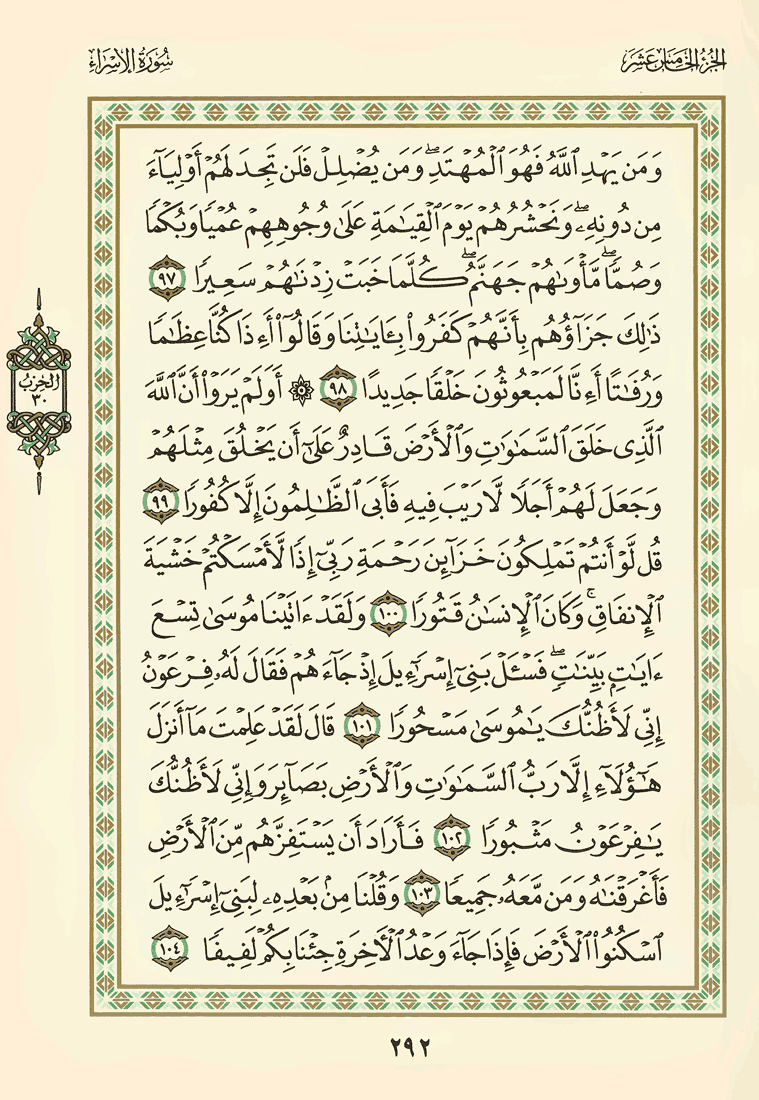 الجزء الخامس عشر
سورة الإسراء
وَمَن يَهْدِ ٱللَّهُ فَهُوَ ٱلْمُهْتَدِۖ وَمَن يُضْلِلْ فَلَن تَجِدَ لَهُمْ أَوْلِيَآءَ
مِن دُونِهِۦۖ وَنَحْشُرُهُمْ يَوْمَ ٱلْقِيَٰمَةِ عَلَىٰ وُجُوهِهِمْ عُمْيًا وَبُكْمًا
وَصُمًّاۖ مَّأْوَىٰهُمْ جَهَنَّمُۖ كُلَّمَا خَبَتْ زِدْنَٰهُمْ سَعِيرًا ٩٧
ذَٰلِكَ جَزَآؤُهُم بِأَنَّهُمْ كَفَرُوا۟ بِـَٔايَٰتِنَا وَقَالُوٓا۟ أَءِذَا كُنَّا عِظَٰمًا
وَرُفَٰتًا أَءِنَّا لَمَبْعُوثُونَ خَلْقًا جَدِيدًا ٩٨ ۞ أَوَلَمْ يَرَوْا۟ أَنَّ ٱللَّهَ
ٱلَّذِى خَلَقَ ٱلسَّمَٰوَٰتِ وَٱلْأَرْضَ قَادِرٌ عَلَىٰٓ أَن يَخْلُقَ مِثْلَهُمْ
وَجَعَلَ لَهُمْ أَجَلًا لَّا رَيْبَ فِيهِ فَأَبَى ٱلظَّٰلِمُونَ إِلَّا كُفُورًا ٩٩
قُل لَّوْ أَنتُمْ تَمْلِكُونَ خَزَآئِنَ رَحْمَةِ رَبِّىٓ إِذًا لَّأَمْسَكْتُمْ خَشْيَةَ
ٱلْإِنفَاقِۚ وَكَانَ ٱلْإِنسَٰنُ قَتُورًا ١٠٠ وَلَقَدْ ءَاتَيْنَا مُوسَىٰ تِسْعَ
ءَايَٰتٍۭ بَيِّنَٰتٍۖ فَسْـَٔلْ بَنِىٓ إِسْرَٰٓءِيلَ إِذْ جَآءَهُمْ فَقَالَ لَهُۥ فِرْعَوْنُ
إِنِّى لَأَظُنُّكَ يَٰمُوسَىٰ مَسْحُورًا ١٠١ قَالَ لَقَدْ عَلِمْتَ مَآ أَنزَلَ
هَٰٓؤُلَآءِ إِلَّا رَبُّ ٱلسَّمَٰوَٰتِ وَٱلْأَرْضِ بَصَآئِرَ وَإِنِّى لَأَظُنُّكَ
يَٰفِرْعَوْنُ مَثْبُورًا ١٠٢ فَأَرَادَ أَن يَسْتَفِزَّهُم مِّنَ ٱلْأَرْضِ
فَأَغْرَقْنَٰهُ وَمَن مَّعَهُۥ جَمِيعًا ١٠٣ وَقُلْنَا مِنۢ بَعْدِهِۦ لِبَنِىٓ إِسْرَٰٓءِيلَ
ٱسْكُنُوا۟ ٱلْأَرْضَ فَإِذَا جَآءَ وَعْدُ ٱلْءَاخِرَةِ جِئْنَا بِكُمْ لَفِيفًا ١٠٤
الحزب
٣٠
٢٩٢